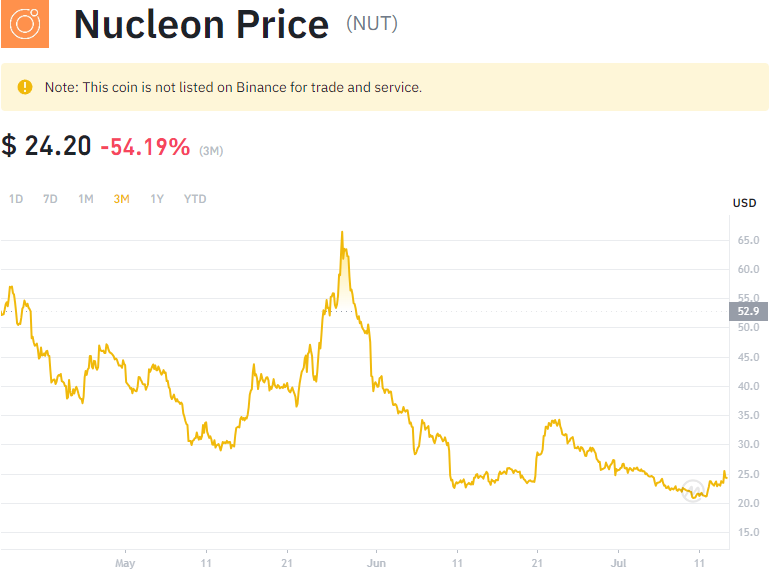 Nucleon Price (NUT)
Note: This coin is not listed on Binance for trade and service.
$ 24.20 -54.19% (3M)
1D 7D 1M 3M 1Y YTD
USD
65.0
60.0
55.0
52.9
50.0
45.0
40.0
35.0
30.0
25.0
20.0
15.0
May 11 21 Jun 11 21 Jul 11